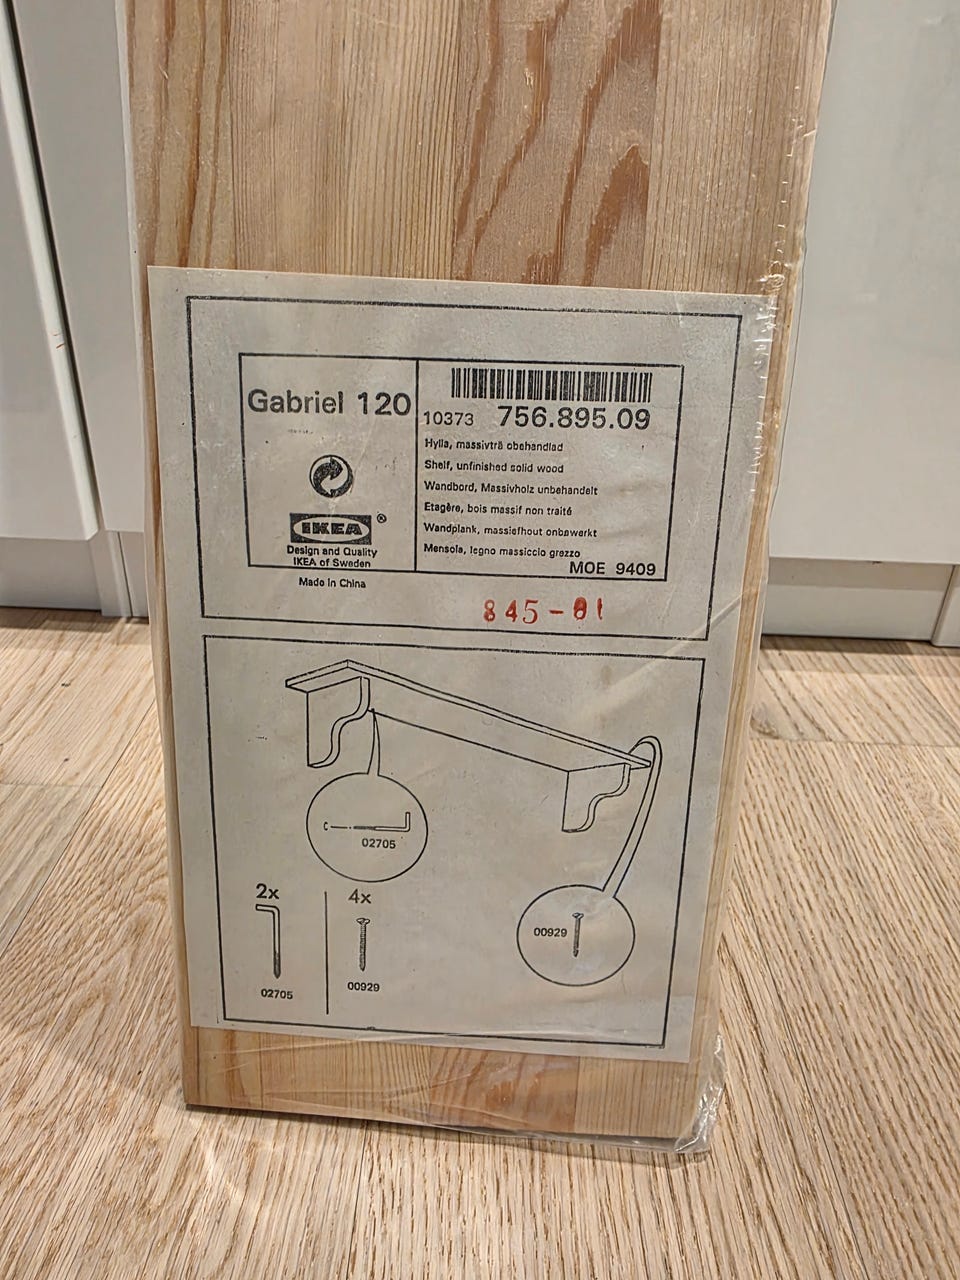 Gabriel 120
IKEA ®
Design and Quality
IKEA of Sweden
Made in China
10373 756.895.09
Hylla, massivträ obehandlad
Shelf, unfinished solid wood
Wandbord, Massivholz unbehandelt
Etagère, bois massif non traité
Wandplank, massiefhout onbewerkt
Mensola, legno massiccio grezzo
MOE 9409
845-01
02705
2x
02705
4x
00929
00929